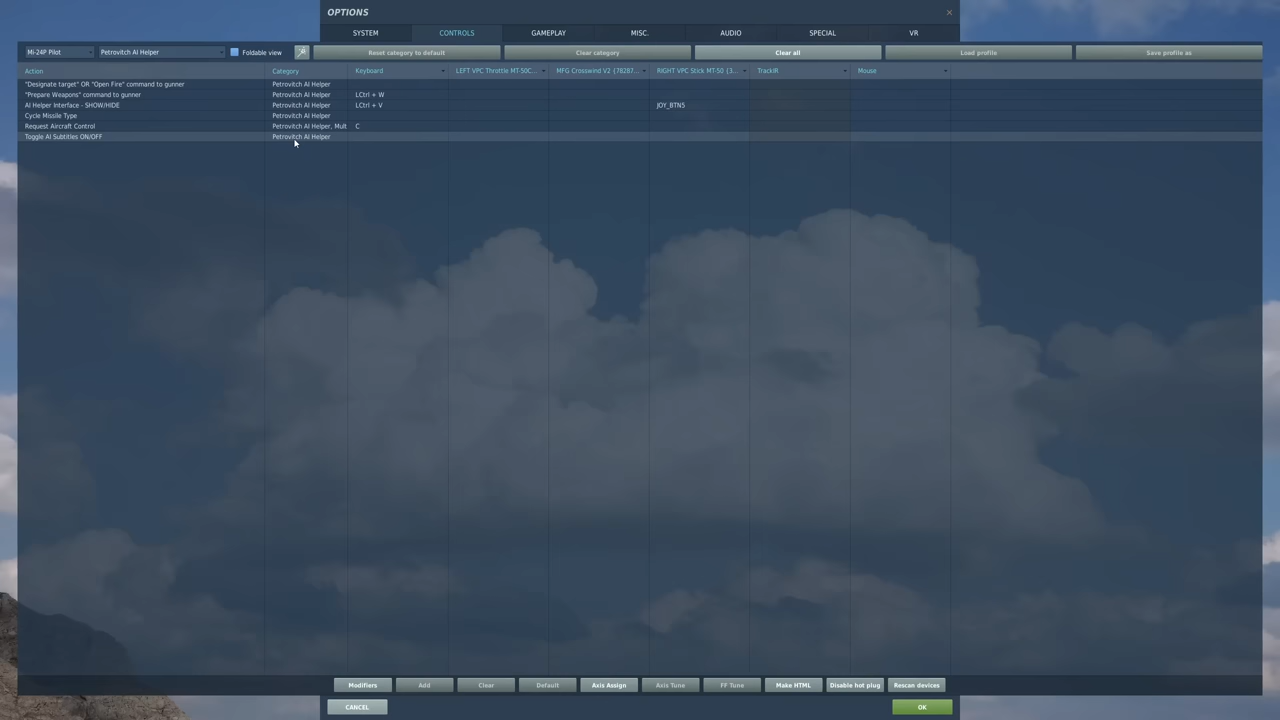 OPTIONS
SYSTEM CONTROLS GAMEPLAY MISC. AUDIO SPECIAL VR
Mi-24P Pilot Petrovitch AI Helper Foldable view Reset category to default Clear category Clear all Load profile Save profile as
Action Category Keyboard LEFT VPC Throttle MT-50C... MFG Crosswind V2 {78287... RIGHT VPC Stick MT-50 {3... TrackIR Mouse
"Designate target" OR "Open Fire" command to gunner Petrovitch AI Helper
"Prepare Weapons" command to gunner Petrovitch AI Helper LCtrl + W
AI Helper Interface - SHOW/HIDE Petrovitch AI Helper LCtrl + V JOY_BTN5
Cycle Missile Type Petrovitch AI Helper
Request Aircraft Control Petrovitch AI Helper, Mult C
Toggle AI Subtitles ON/OFF Petrovitch AI Helper
Modifiers Add Clear Default Axis Assign Axis Tune FF Tune Make HTML Disable hot plug Rescan devices
CANCEL OK